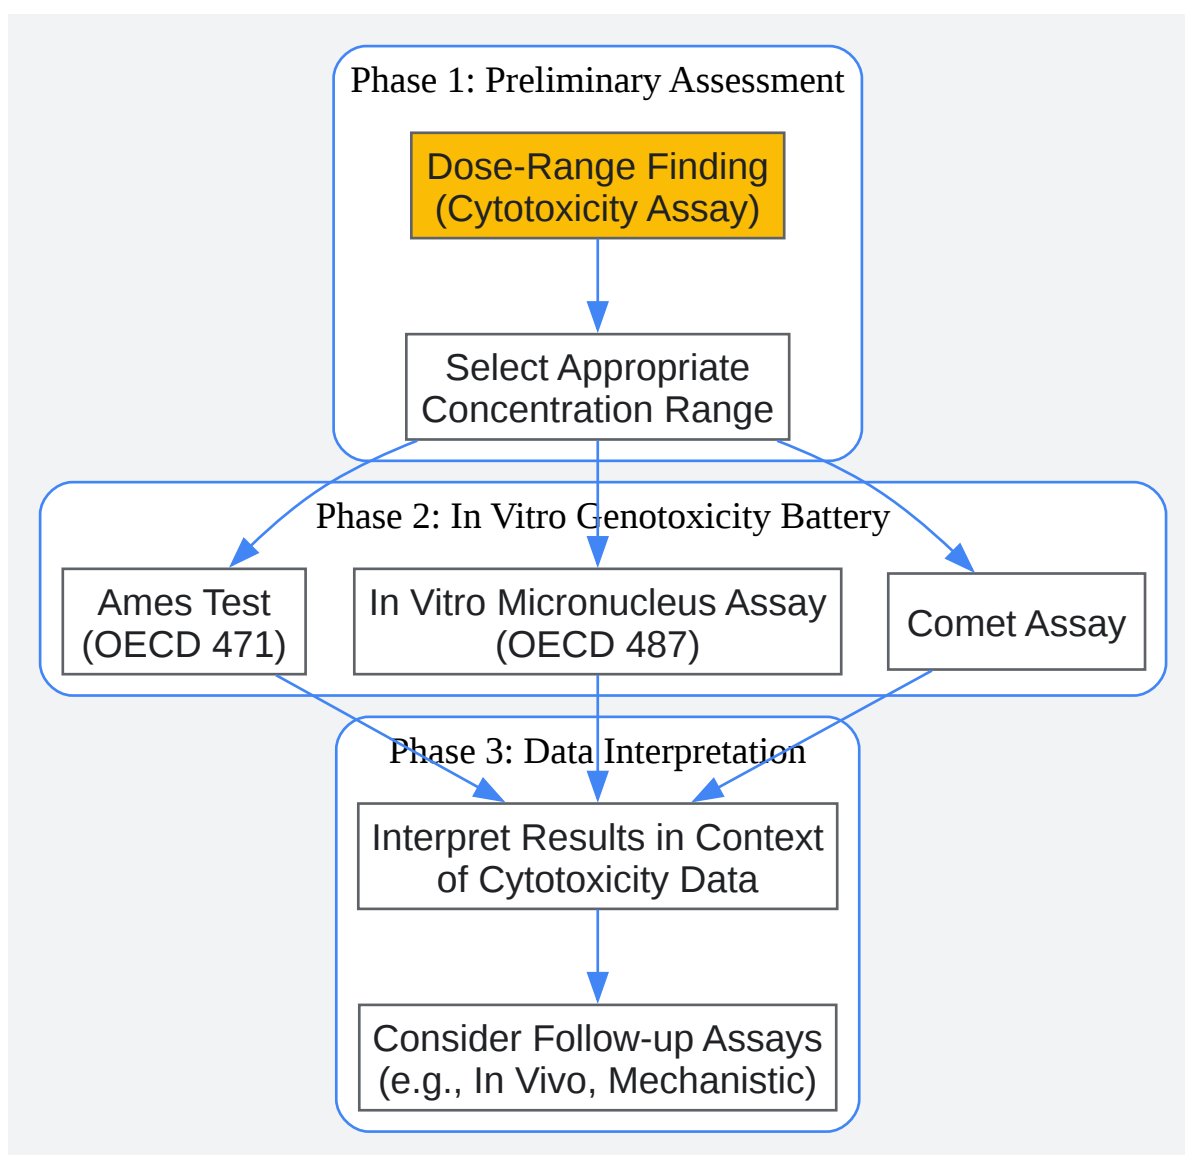 Phase 1: Preliminary Assessment
Dose-Range Finding
(Cytotoxicity Assay)
Select Appropriate
Concentration Range
Phase 2: In Vitro Genotoxicity Battery
Ames Test
(OECD 471)
In Vitro Micronucleus Assay
(OECD 487)
Comet Assay
Phase 3: Data Interpretation
Interpret Results in Context
of Cytotoxicity Data
Consider Follow-up Assays
(e.g., In Vivo, Mechanistic)